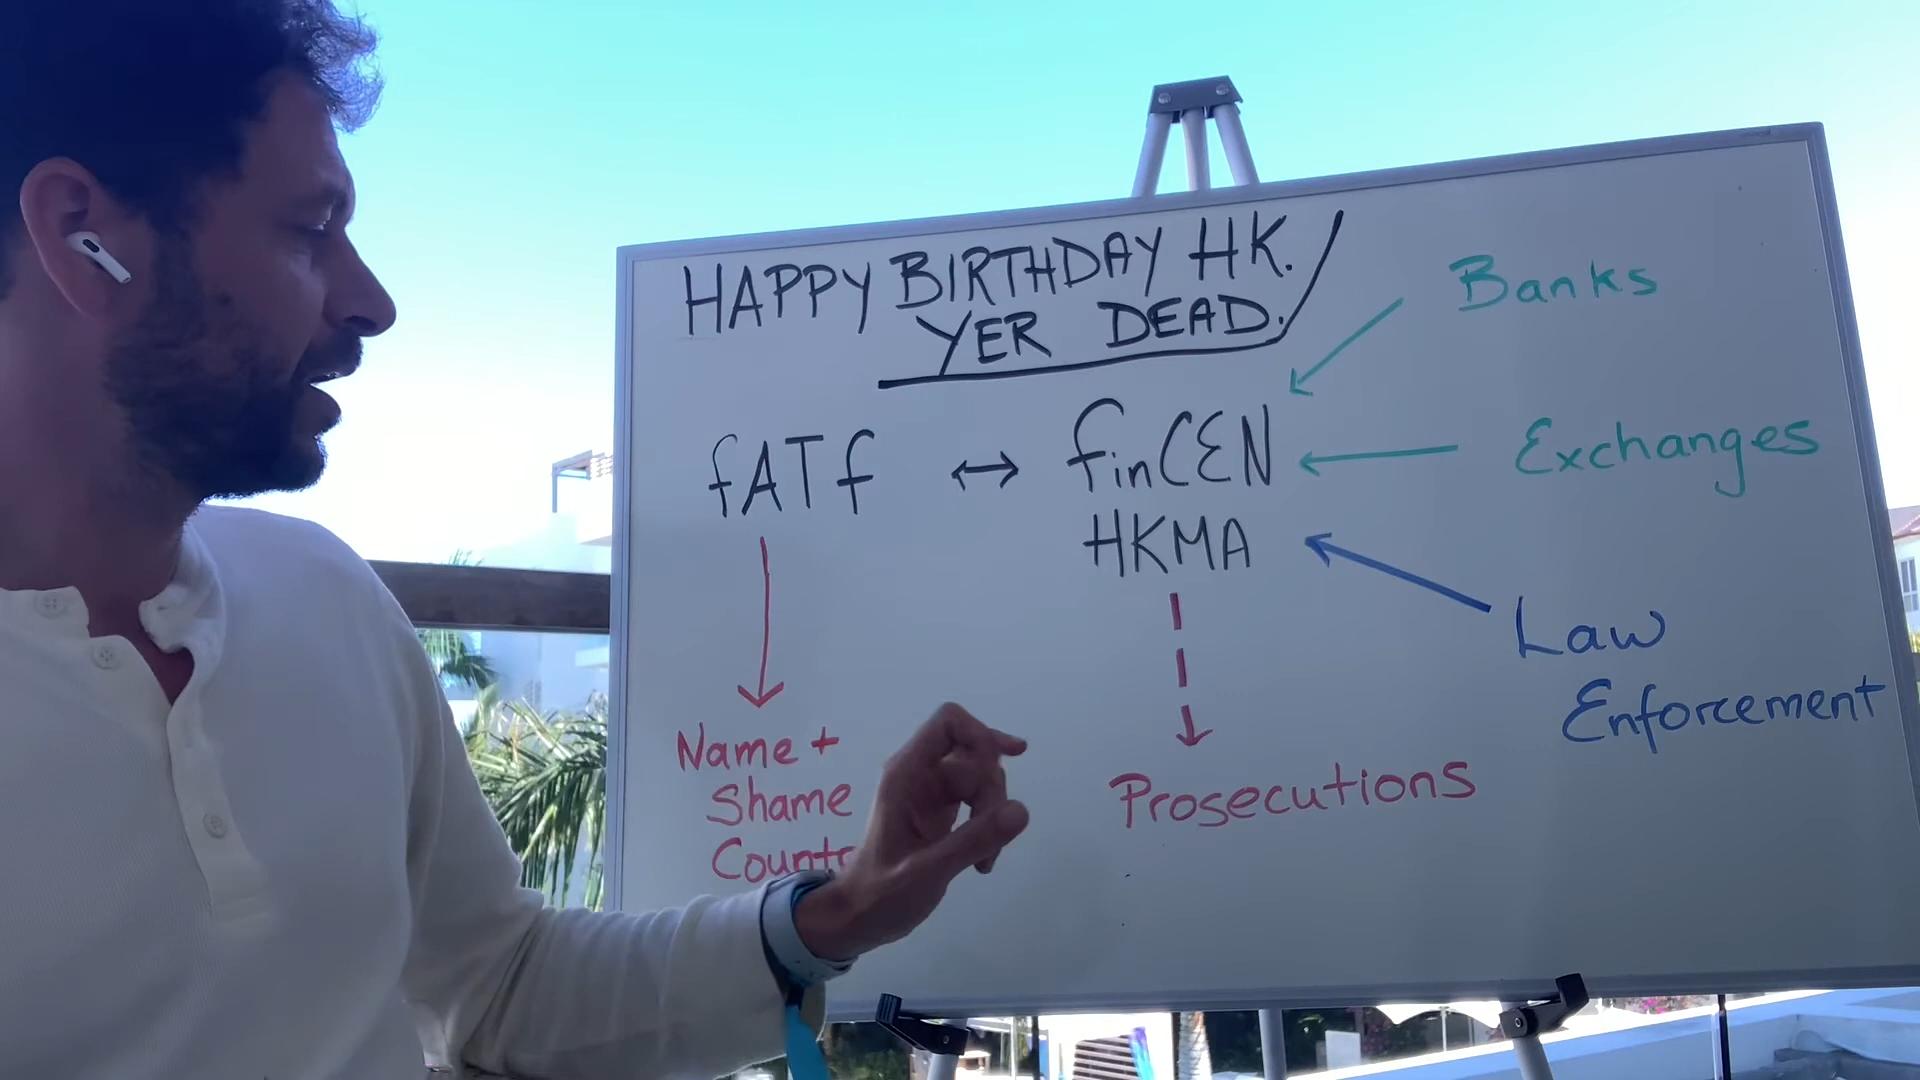 HAPPY BIRTHDAY HK.
YER DEAD.
Banks
fATf ↔ finCEN
Exchanges
HKMA
Law
Enforcement
Name +
Shame
Prosecutions